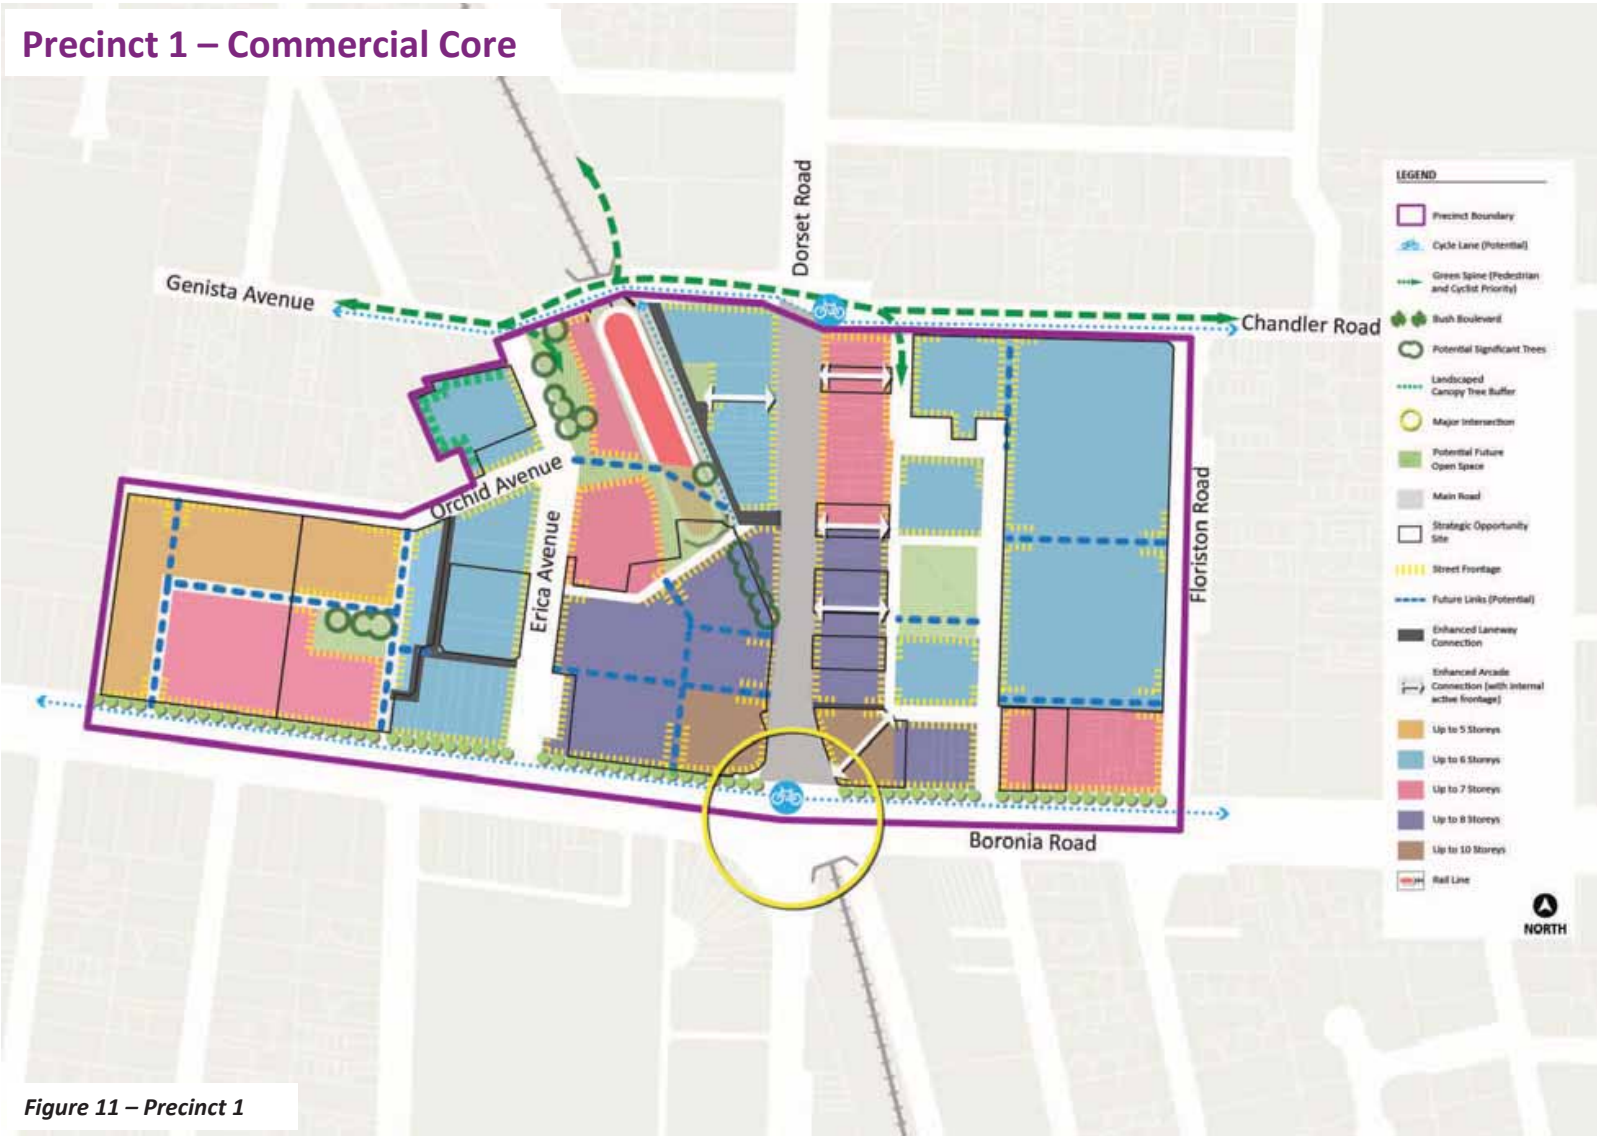 Precinct 1 – Commercial Core
Dorset Road
Genista Avenue
Chandler Road
Orchid Avenue
Erica Avenue
Floriston Road
Boronia Road
LEGEND
Precinct Boundary
Cycle Lane (Potential)
Green Spine (Pedestrian
and Cyclist Priority)
Bush Boulevard
Potential Significant Trees
Landscaped
Canopy Tree Buffer
Major Intersection
Potential Future
Open Space
Main Road
Strategic Opportunity
Site
Street Frontage
Future Links (Potential)
Enhanced Laneway
Connection
Enhanced Arcade
Connection (with internal
active frontage)
Up to 5 Storeys
Up to 6 Storeys
Up to 7 Storeys
Up to 8 Storeys
Up to 10 Storeys
Rail Line
NORTH
Figure 11 – Precinct 1